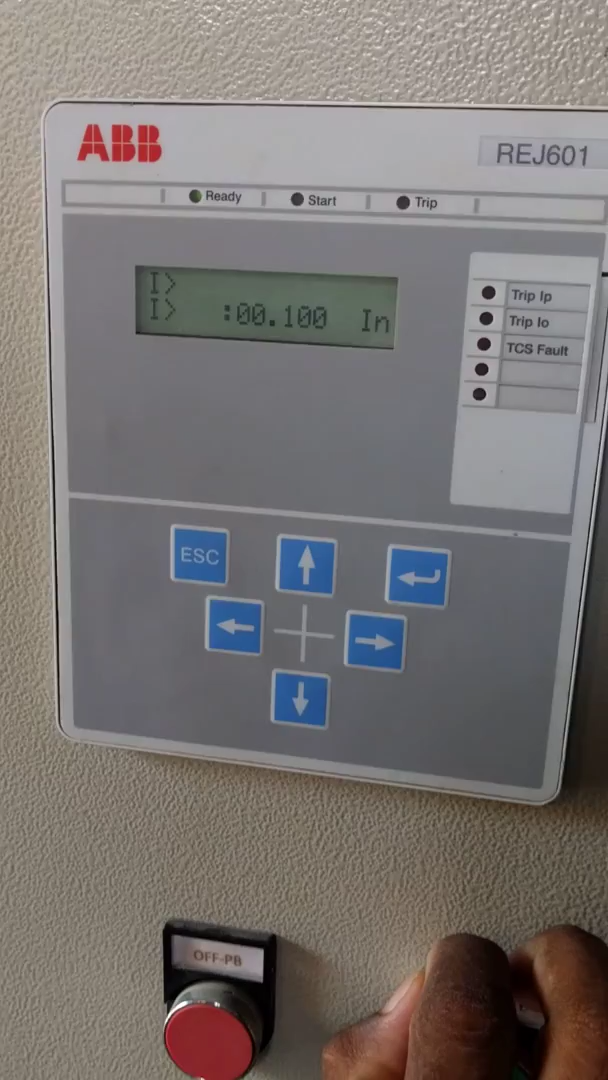 ABB
REJ601
Ready
Start
Trip
I>
I> :00.100 In
Trip Ip
Trip Io
TCS Fault
ESC
OFF-PB